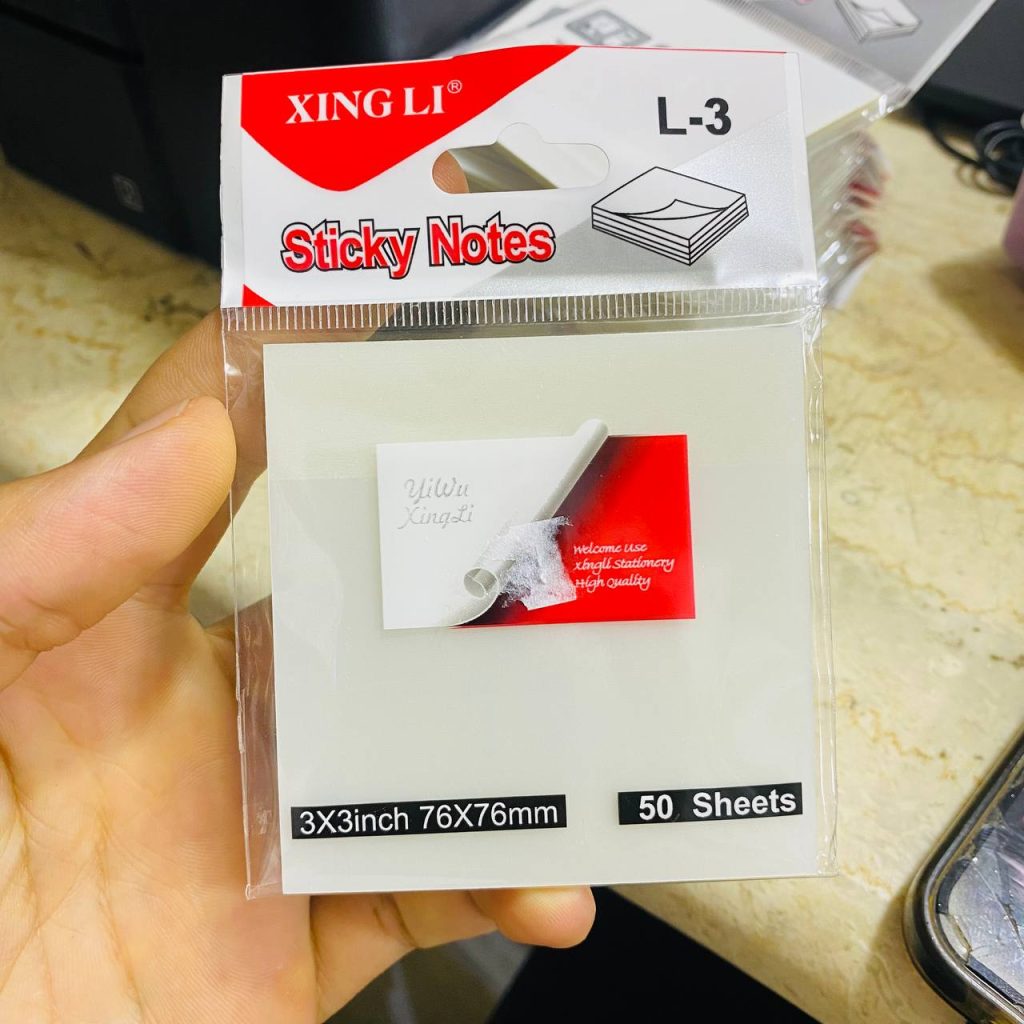 XING LI®
L-3
Sticky Notes
YiWu
XingLi
Welcome Use
xingli Stationery
High Quality
3X3inch 76X76mm
50 Sheets